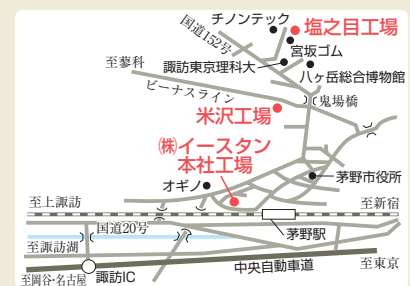 チノンテック
塩之目工場
国道152号
宮坂ゴム
諏訪東京理科大
八ヶ岳総合博物館
至蓼科
ビーナスライン
鬼場橋
米沢工場
㈱イースタン
本社工場
オギノ
茅野市役所
至上諏訪
至新宿
国道20号
茅野駅
至諏訪湖
中央自動車道
至東京
至岡谷・名古屋
諏訪IC